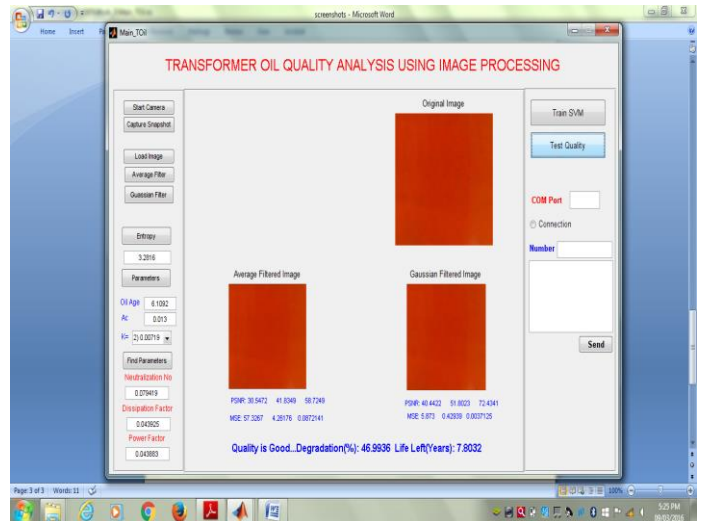 screenshots - Microsoft Word
Home Insert
Main_TOil
TRANSFORMER OIL QUALITY ANALYSIS USING IMAGE PROCESSING
Start Camera
Capture Snapshot
Load Image
Average Filter
Guassian Filter
Entropy
3.2816
Parameters
Oil Age 6.1092
Ac 0.013
K= 2) 0.00719
Find Parameters
Neutralization No
0.079419
Dissipation Factor
0.043925
Power Factor
0.043883
Original Image
Average Filtered Image
PSNR: 30.5472 41.8349 58.7249
MSE: 57.3267 4.26176 0.0872141
Gaussian Filtered Image
PSNR: 40.4422 51.8023 72.4341
MSE: 5.873 0.42939 0.0037125
Quality is Good...Degradation(%): 46.9936 Life Left(Years): 7.8032
Train SVM
Test Quality
COM Port
Connection
Number
Send
Page: 3 of 3 Words: 11
100%
5:25 PM
09/03/2016